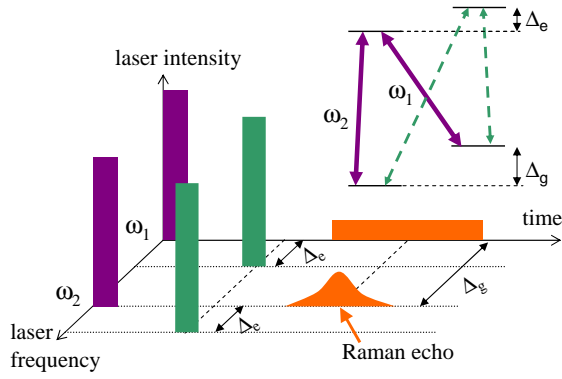 laser intensity
Δe
ω1
ω2
Δg
time
ω1
Δe
Δg
ω2
Δe
laser
frequency
Raman echo